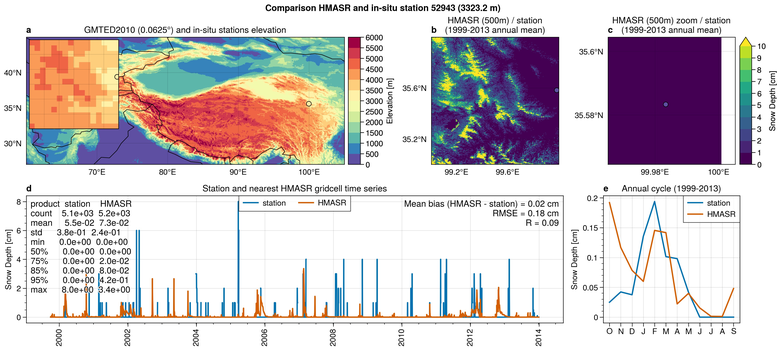 Comparison HMASR and in-situ station 52943 (3323.2 m)
a GMTED2010 (0.0625°) and in-situ stations elevation
40°N
35°N
30°N
70°E 80°E 90°E 100°E
6000
5500
5000
4500
4000
3500
3000
2500
2000
1500
1000
500
0
Elevation [m]
b HMASR (500m) / station
(1999-2013 annual mean)
35.6°N
35.2°N
99.2°E 99.6°E
c HMASR (500m) zoom / station
(1999-2013 annual mean)
35.61°N
35.58°N
99.98°E 100°E
10
9
8
7
6
5
4
3
2
1
0
Snow Depth [cm]
d Station and nearest HMASR gridcell time series
station HMASR
product station HMASR
count 5.1e+03 5.2e+03
mean 5.5e-02 7.3e-02
std 3.8e-01 2.4e-01
min 0.0e+00 0.0e+00
50% 0.0e+00 0.0e+00
75% 0.0e+00 2.0e-02
85% 0.0e+00 8.0e-02
95% 0.0e+00 4.2e-01
max 8.0e+00 3.4e+00
Mean bias (HMASR - station) = 0.02 cm
RMSE = 0.18 cm
R = 0.09
Snow Depth [cm]
8
6
4
2
0
2000 2002 2004 2006 2008 2010 2012 2014
e Annual cycle (1999-2013)
station
HMASR
Snow Depth [cm]
0.2
0.15
0.1
0.05
0
O N D J F M A M J J A S